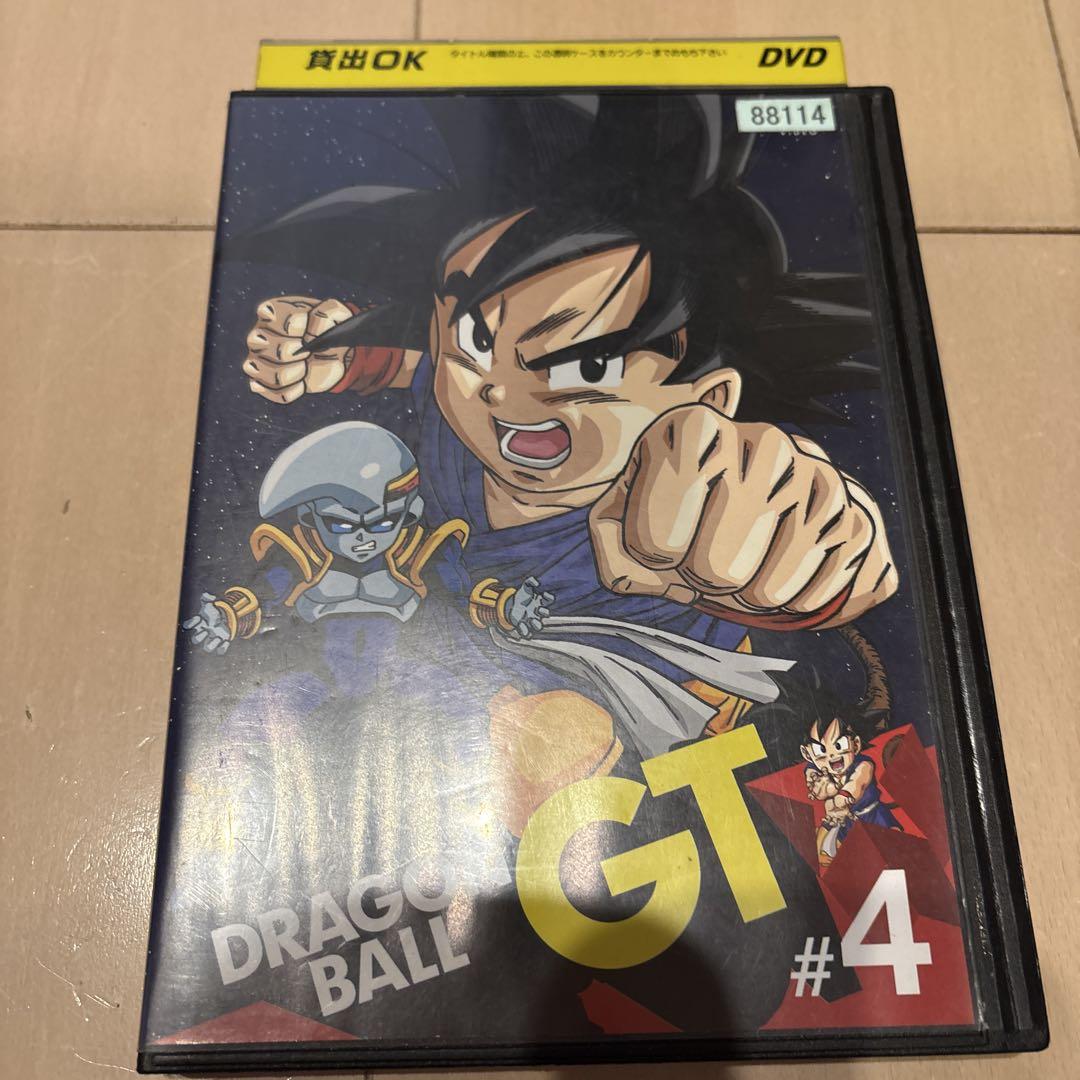 貸出OK
タイトル確認の上、この透明ケースをカウンターまでおもち下さい
DVD
88114
DRAGON
BALL
GT
#4